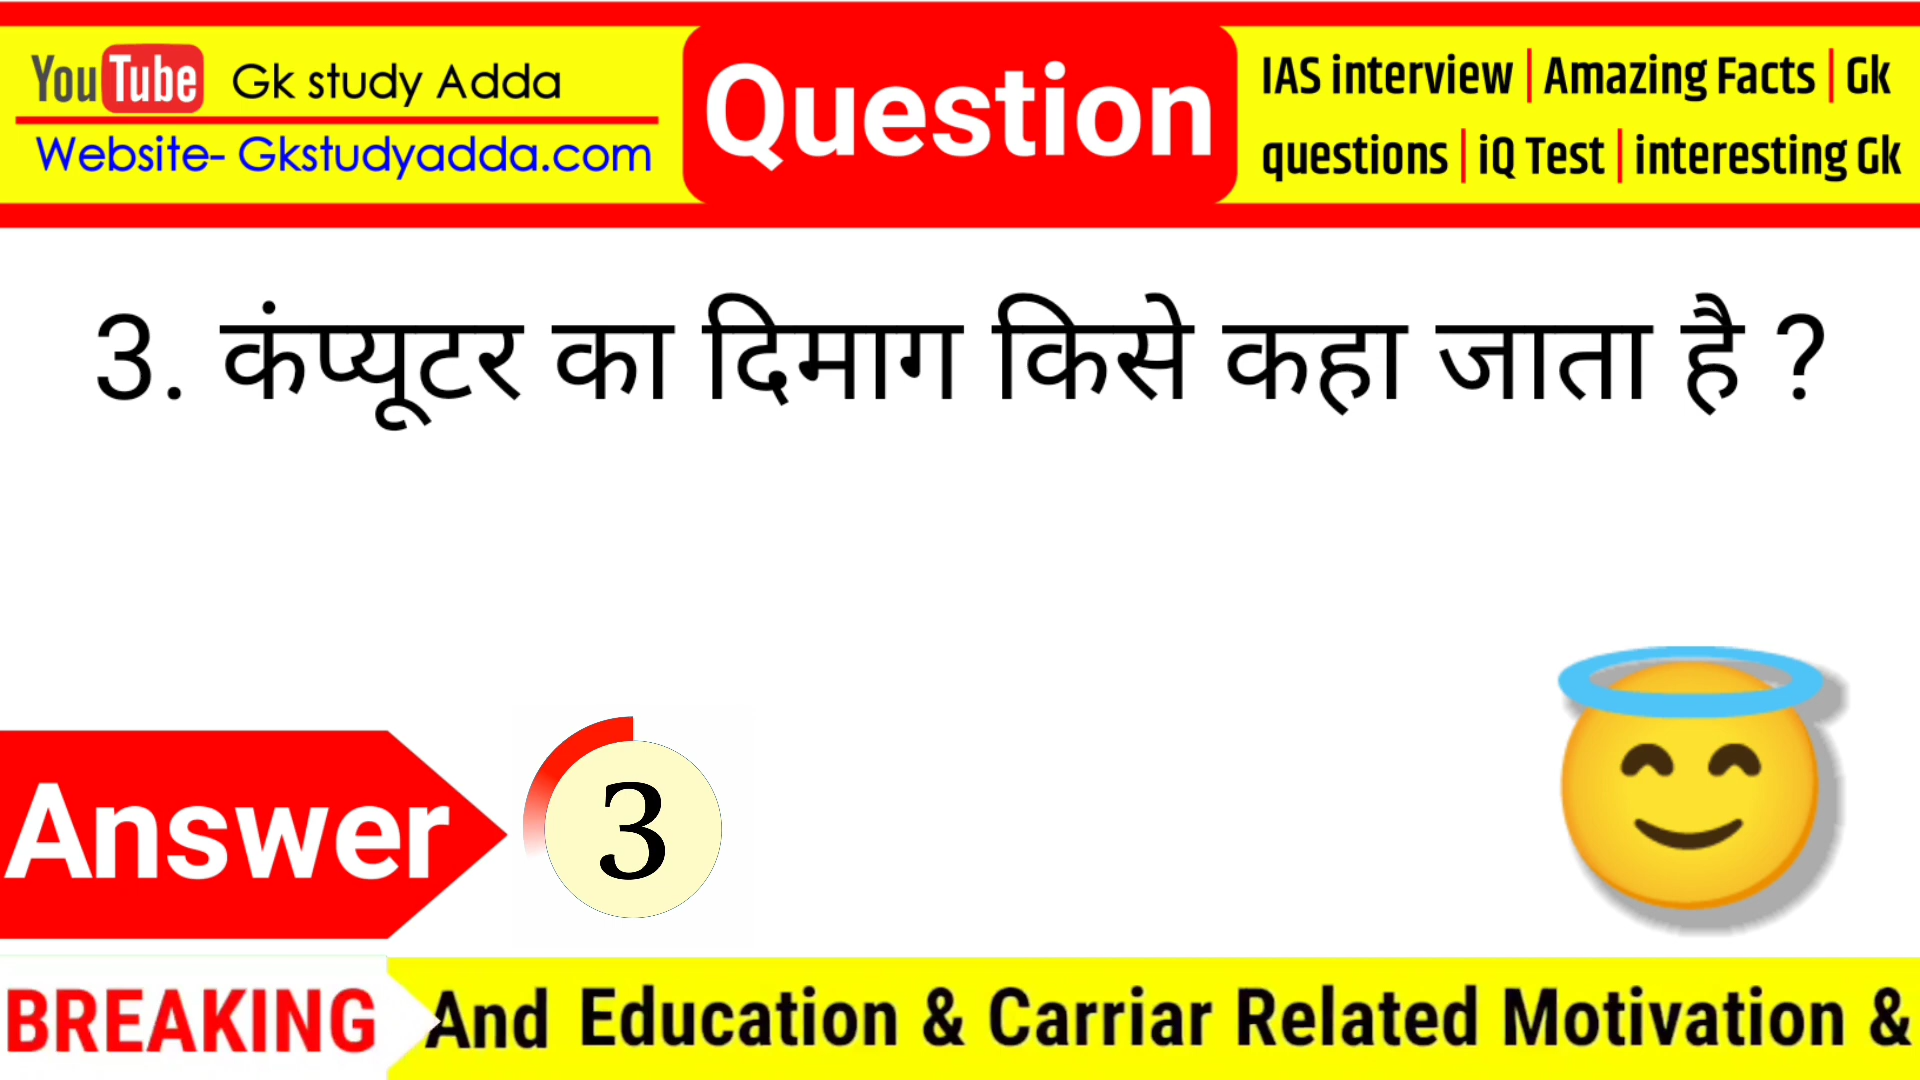 YouTube Gk study Adda
Website- Gkstudyadda.com
Question
IAS interview | Amazing Facts | Gk
questions | iQ Test | interesting Gk
3. कंप्यूटर का दिमाग किसे कहा जाता है ?
Answer
3
BREAKING And Education & Carriar Related Motivation &